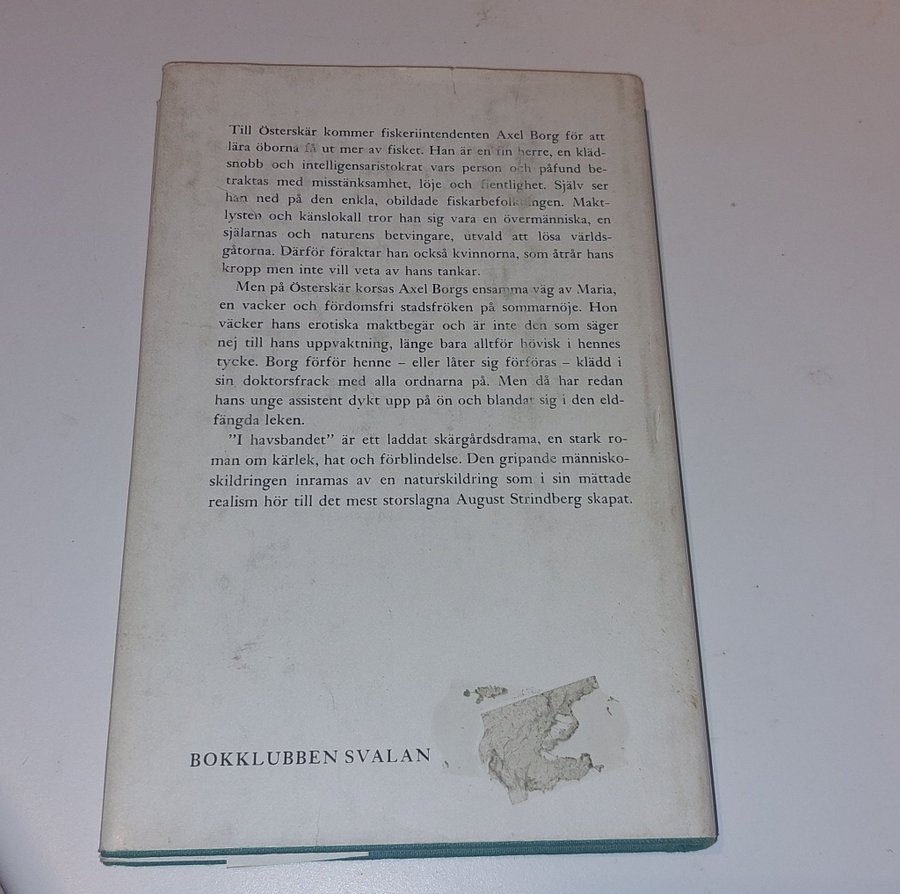 Till Österskär kommer fiskeriintendenten Axel Borg för att
lära öborna få ut mer av fisket. Han är en fin herre, en kläd-
snobb och intelligensaristokrat vars person och påfund be-
traktas med misstänksamhet, löje och fientlighet. Själv ser
han ned på den enkla, obildade fiskarbefolkningen. Makt-
lysten och känslokall tror han sig vara en övermänniska, en
själarnas och naturens betvingare, utvald att lösa världs-
gåtorna. Därför föraktar han också kvinnorna, som åtrår hans
kropp men inte vill veta av hans tankar.
Men på Österskär korsas Axel Borgs ensamma väg av Maria,
en vacker och fördomsfri stadsfröken på sommarnöje. Hon
väcker hans erotiska maktbegär och är inte den som säger
nej till hans uppvaktning, länge bara alltför hövisk i hennes
tycke. Borg förför henne – eller låter sig förföras – klädd i
sin doktorsfrack med alla ordnarna på. Men då har redan
hans unge assistent dykt upp på ön och blandat sig i den eld-
fängda leken.
"I havsbandet" är ett laddat skärgårdsdrama, en stark ro-
man om kärlek, hat och förblindelse. Den gripande människo-
skildringen inramas av en naturskildring som i sin mättade
realism hör till det mest storslagna August Strindberg skapat.
BOKKLUBBEN SVALAN